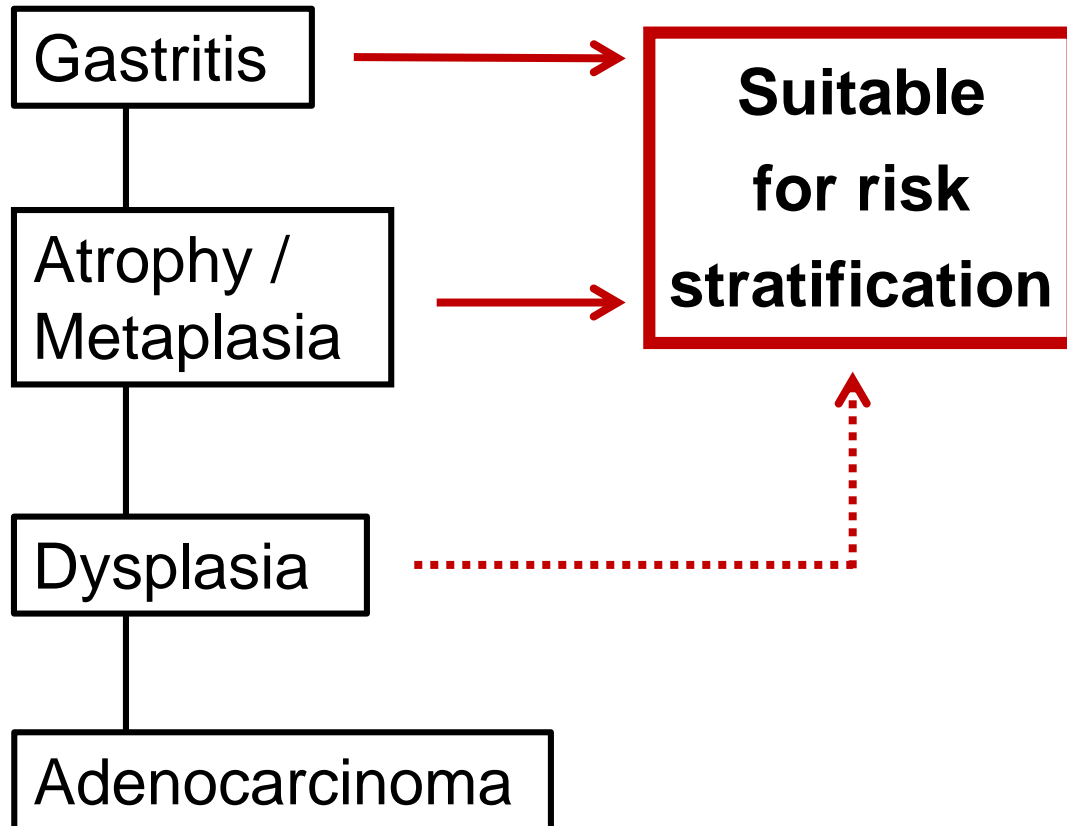 Gastritis
Suitable
for risk
stratification
Atrophy /
Metaplasia
Dysplasia
Adenocarcinoma